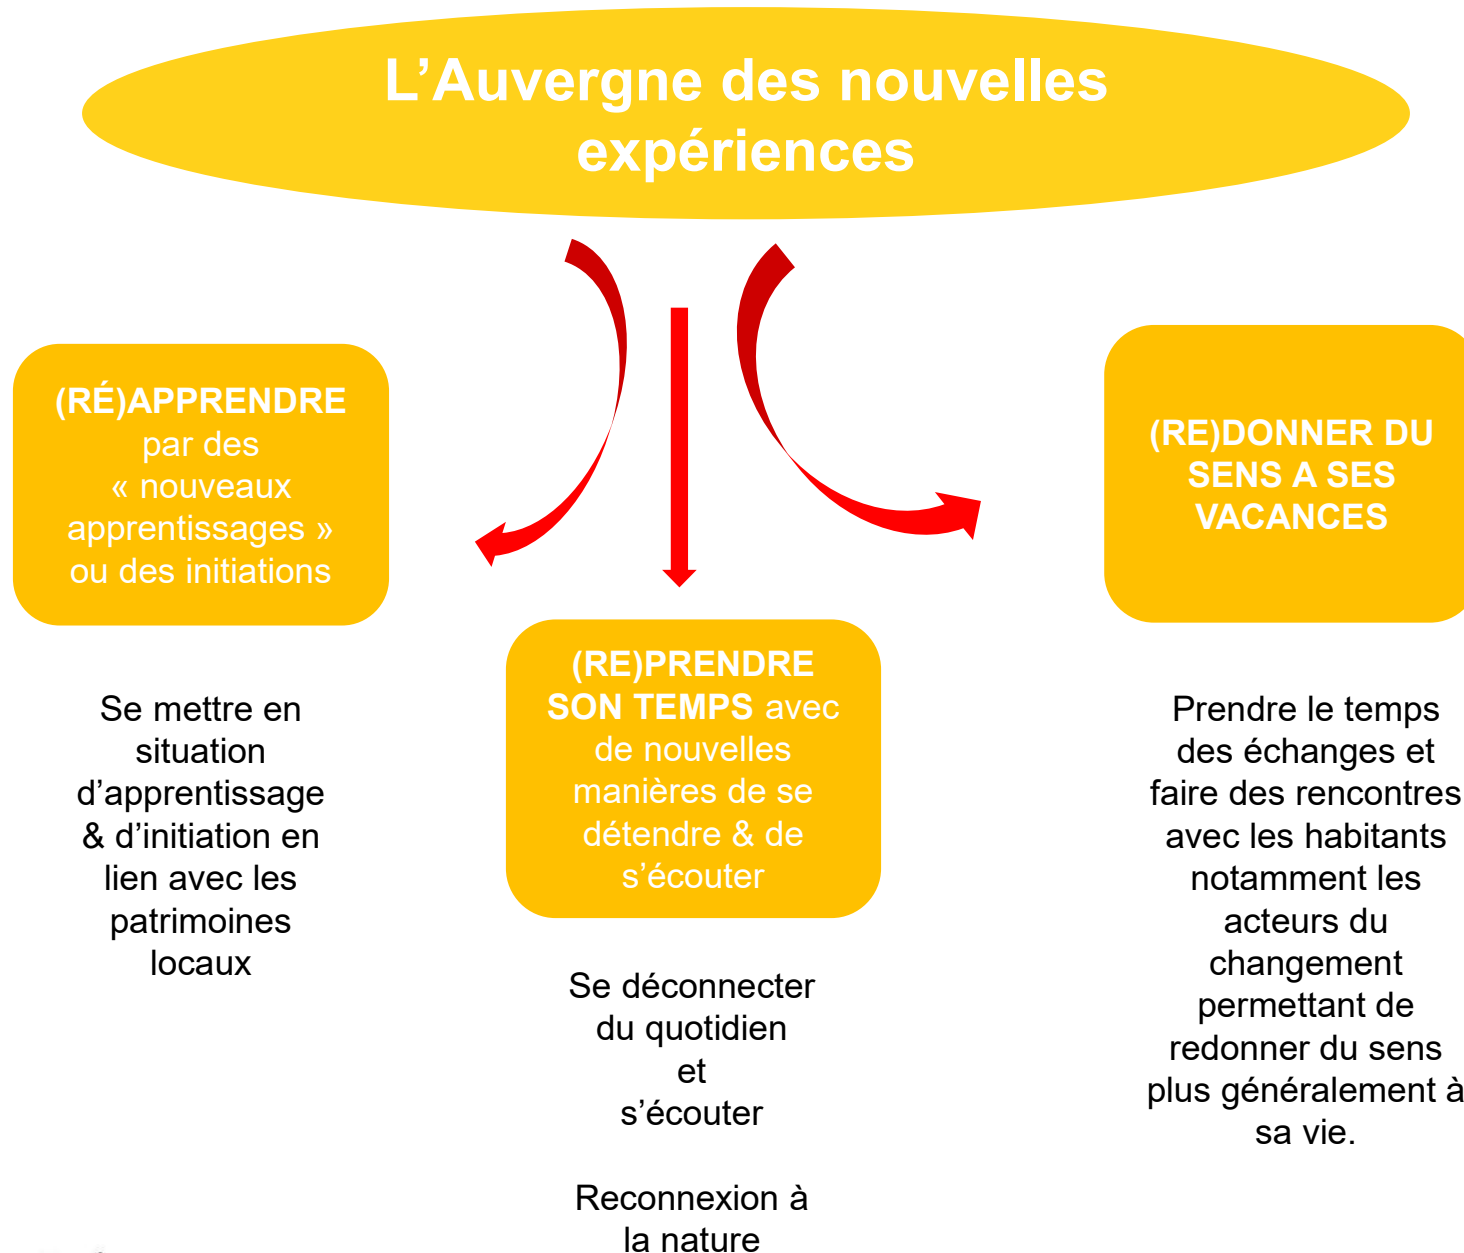 L’Auvergne des nouvelles
expériences
(RÉ)APPRENDRE
par des
« nouveaux
apprentissages »
ou des initiations
Se mettre en
situation
d’apprentissage
& d’initiation en
lien avec les
patrimoines
locaux
(RE)PRENDRE
SON TEMPS avec
de nouvelles
manières de se
détendre & de
s’écouter
Se déconnecter
du quotidien
et
s’écouter
Reconnexion à
la nature
(RE)DONNER DU
SENS A SES
VACANCES
Prendre le temps
des échanges et
faire des rencontres
avec les habitants
notamment les
acteurs du
changement
permettant de
redonner du sens
plus généralement à
sa vie.